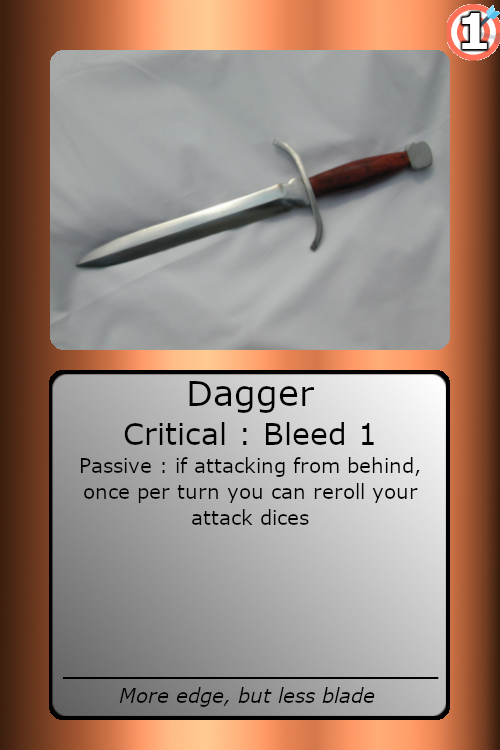 1
Dagger
Critical : Bleed 1
Passive : if attacking from behind,
once per turn you can reroll your
attack dices
More edge, but less blade